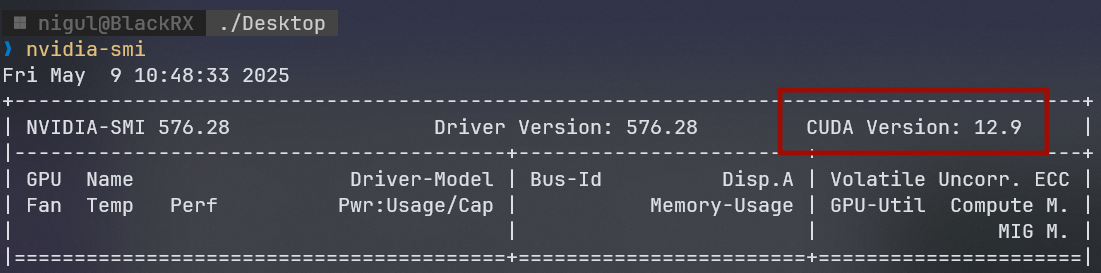 nigul@BlackRX ./Desktop
❯ nvidia-smi
Fri May  9 10:48:33 2025
+-----------------------------------------------------------------------------------------+
| NVIDIA-SMI 576.28                 Driver Version: 576.28         CUDA Version: 12.9     |
|-----------------------------------------+------------------------+----------------------+
| GPU  Name                  Driver-Model | Bus-Id          Disp.A | Volatile Uncorr. ECC |
| Fan  Temp   Perf          Pwr:Usage/Cap |           Memory-Usage | GPU-Util  Compute M. |
|                                         |                        |               MIG M. |
|=========================================+========================+======================|